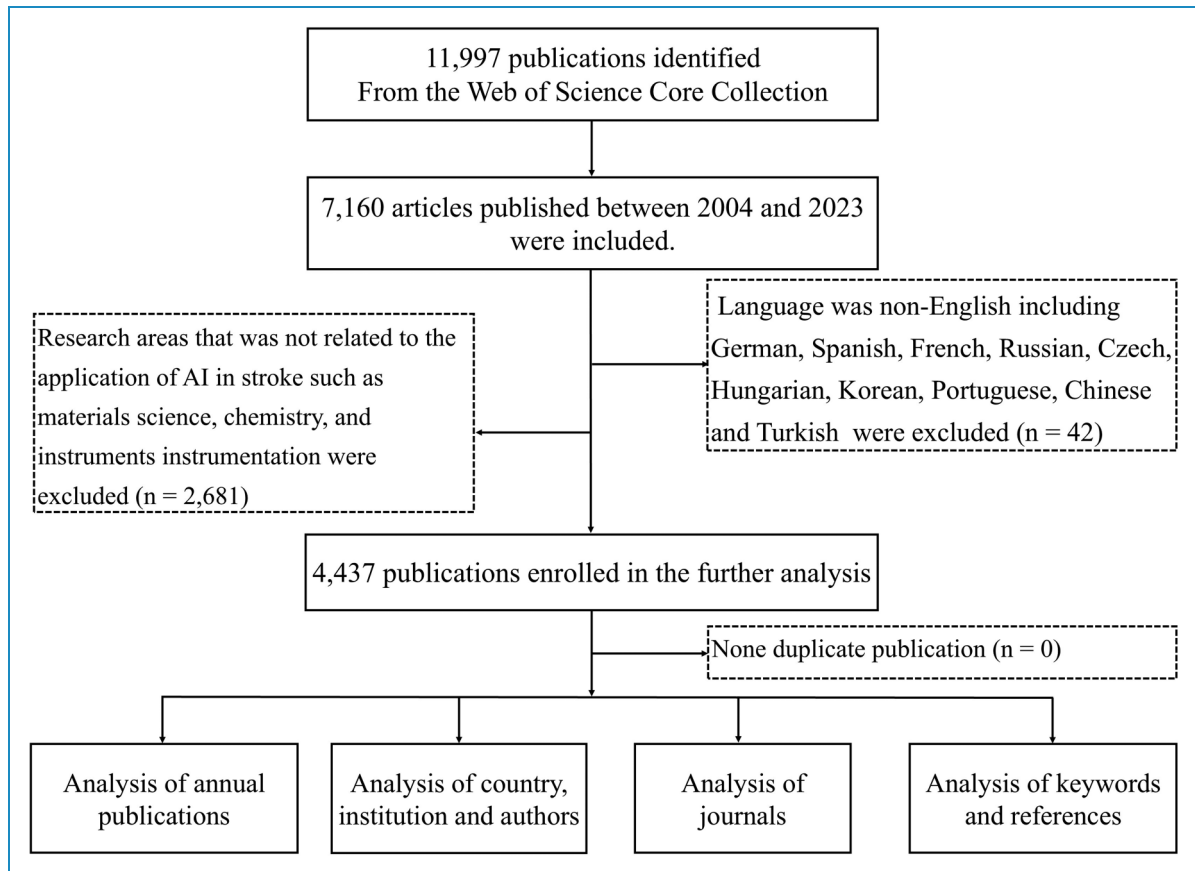 11,997 publications identified
From the Web of Science Core Collection
7,160 articles published between 2004 and 2023
were included.
Language was non-English including
German, Spanish, French, Russian, Czech,
Hungarian, Korean, Portuguese, Chinese
and Turkish were excluded (n = 42)
Research areas that was not related to the
application of AI in stroke such as
materials science, chemistry, and
instruments instrumentation were
excluded (n = 2,681)
4,437 publications enrolled in the further analysis
None duplicate publication (n = 0)
Analysis of annual
publications
Analysis of country,
institution and authors
Analysis of
journals
Analysis of keywords
and references